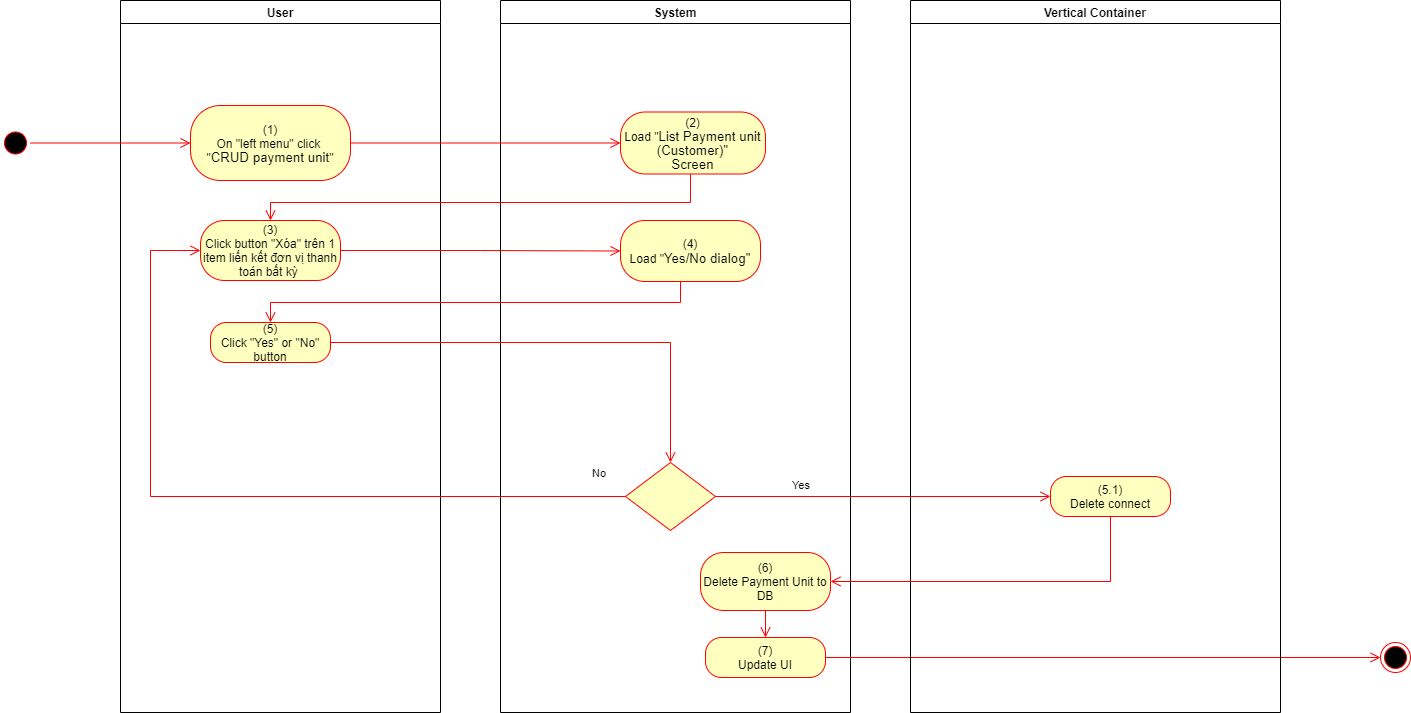 User
System
Vertical Container
(1)
On "left menu" click
"CRUD payment unit"
(2)
Load "List Payment unit
(Customer)"
Screen
(3)
Click button "Xóa" trên 1
item liến kết đơn vị thanh
toán bất kỳ
(4)
Load "Yes/No dialog"
(5)
Click "Yes" or "No"
button
No
Yes
(5.1)
Delete connect
(6)
Delete Payment Unit to
DB
(7)
Update UI